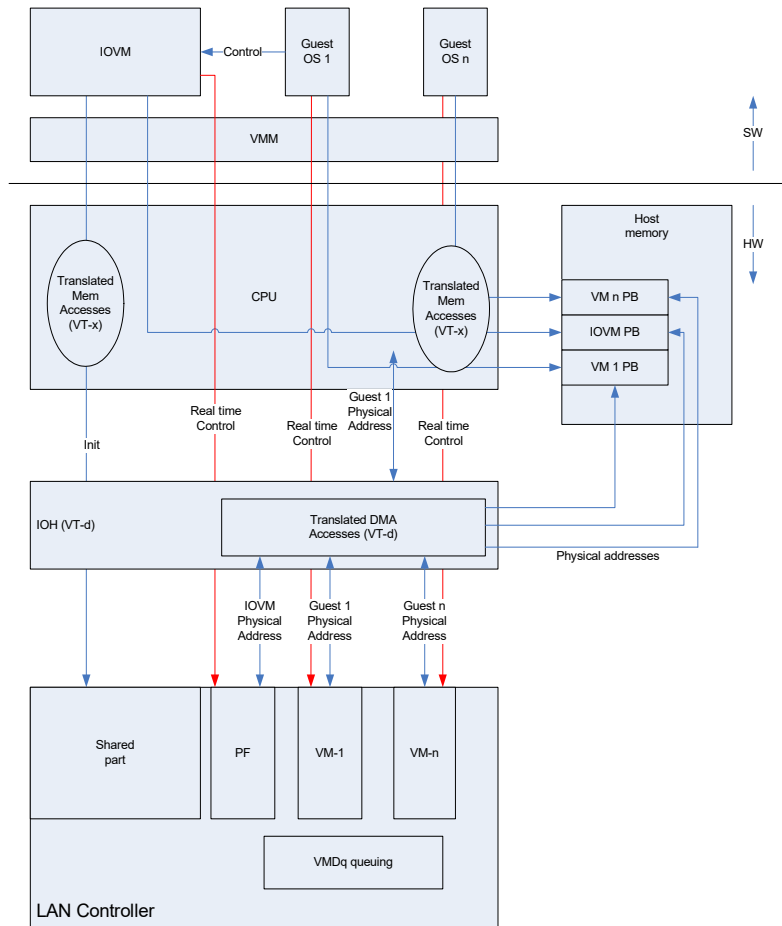 IOVM
Control
Guest
OS 1
Guest
OS n
VMM
SW
HW
Host
memory
CPU
Translated
Mem
Accesses
(VT-x)
Translated
Mem
Accesses
(VT-x)
VM n PB
IOVM PB
VM 1 PB
Guest 1
Physical
Address
Real time
Control
Real time
Control
Real time
Control
Init
IOH (VT-d)
Translated DMA
Accesses (VT-d)
Physical addresses
IOVM
Physical
Address
Guest 1
Physical
Address
Guest n
Physical
Address
Shared
part
PF
VM-1
VM-n
VMDq queuing
LAN Controller